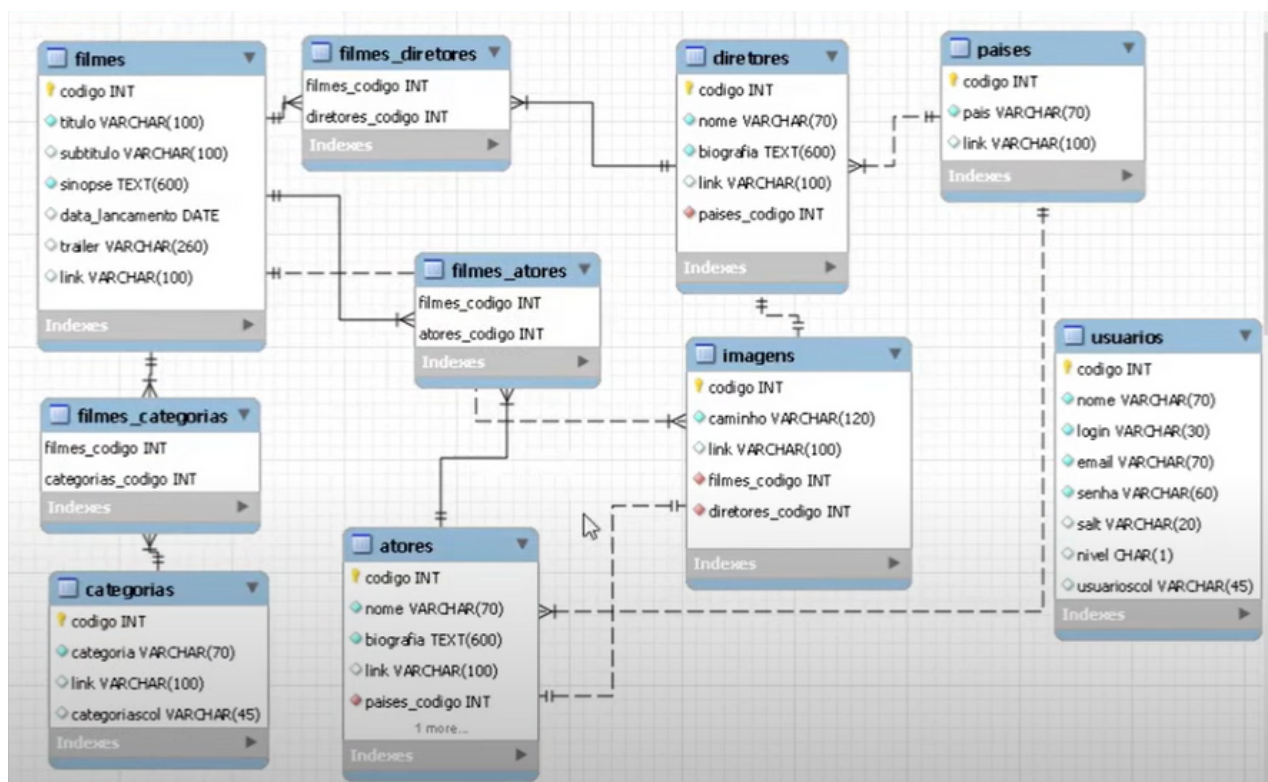 filmes
codigo INT
titulo VARCHAR(100)
subtitulo VARCHAR(100)
sinopse TEXT(600)
data_lancamento DATE
trailer VARCHAR(260)
link VARCHAR(100)
Indexes
filmes_diretores
filmes_codigo INT
diretores_codigo INT
Indexes
diretores
codigo INT
nome VARCHAR(70)
biografia TEXT(600)
link VARCHAR(100)
paises_codigo INT
Indexes
paises
codigo INT
pais VARCHAR(70)
link VARCHAR(100)
Indexes
filmes_atores
filmes_codigo INT
atores_codigo INT
Indexes
imagens
codigo INT
caminho VARCHAR(120)
link VARCHAR(100)
filmes_codigo INT
diretores_codigo INT
Indexes
usuarios
codigo INT
nome VARCHAR(70)
login VARCHAR(30)
email VARCHAR(70)
senha VARCHAR(60)
salt VARCHAR(20)
nivel CHAR(1)
usuarioscol VARCHAR(45)
Indexes
filmes_categorias
filmes_codigo INT
categorias_codigo INT
Indexes
categorias
codigo INT
categoria VARCHAR(70)
link VARCHAR(100)
categoriascol VARCHAR(45)
Indexes
atores
codigo INT
nome VARCHAR(70)
biografia TEXT(600)
link VARCHAR(100)
paises_codigo INT
1 more...
Indexes